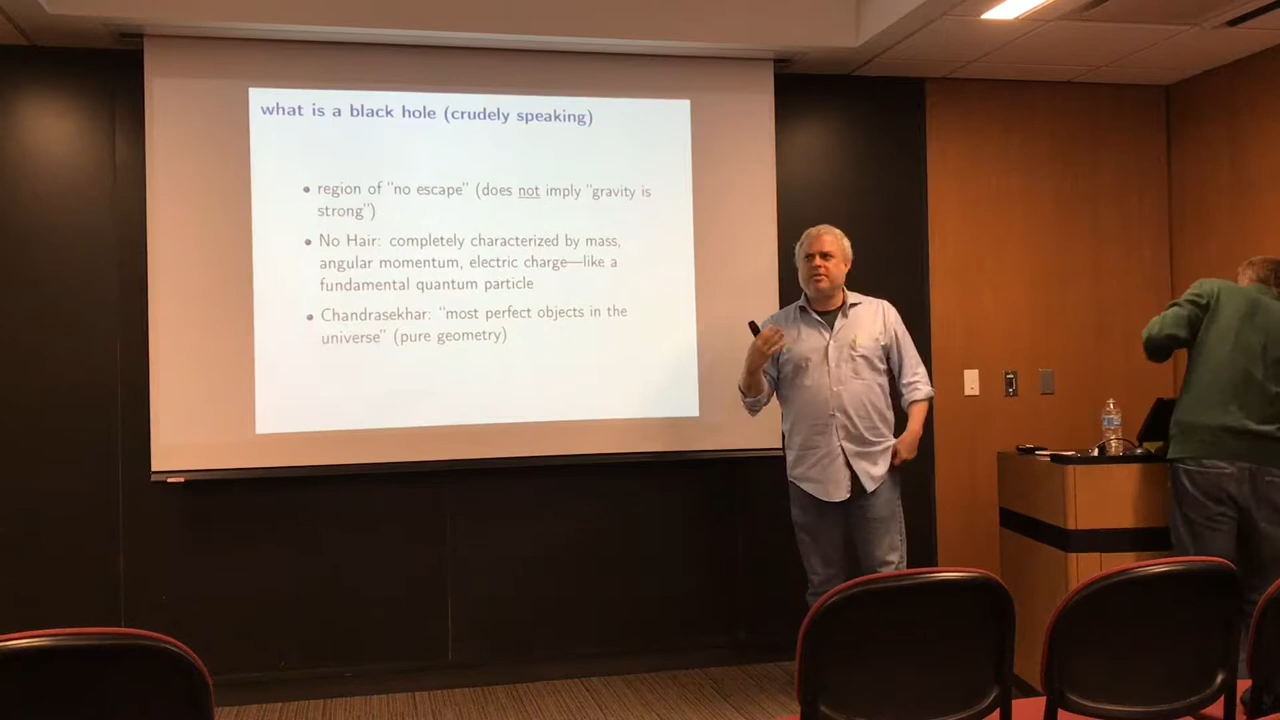 what is a black hole (crudely speaking)
• region of "no escape" (does not imply "gravity is
strong")
• No Hair: completely characterized by mass,
angular momentum, electric charge—like a
fundamental quantum particle
• Chandrasekhar: "most perfect objects in the
universe" (pure geometry)